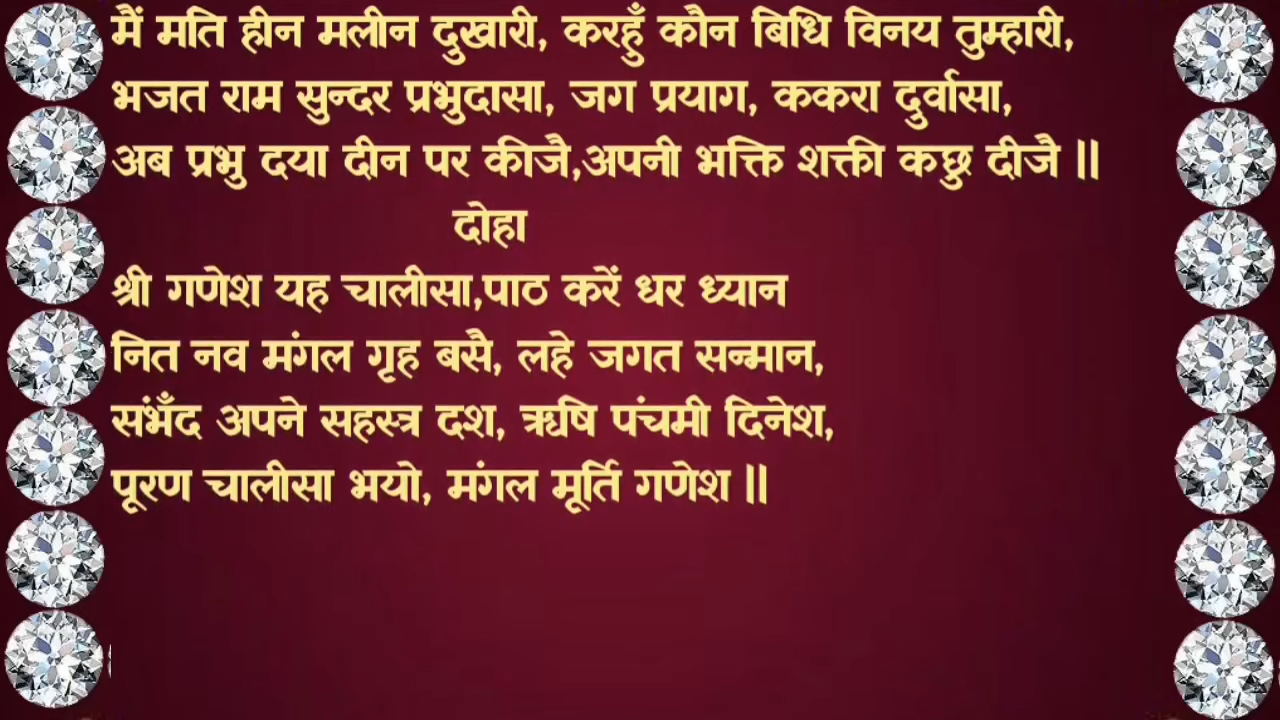 मैं मति हीन मलीन दुखारी, करहुँ कौन बिधि विनय तुम्हारी,
भजत राम सुन्दर प्रभुदासा, जग प्रयाग, ककरा दुर्वासा,
अब प्रभु दया दीन पर कीजै,अपनी भक्ति शक्ती कछु दीजै ||
दोहा
श्री गणेश यह चालीसा,पाठ करें धर ध्यान
नित नव मंगल गृह बसै, लहे जगत सन्मान,
संभँद अपने सहस्त्र दश, ऋषि पंचमी दिनेश,
पूरण चालीसा भयो, मंगल मूर्ति गणेश ||